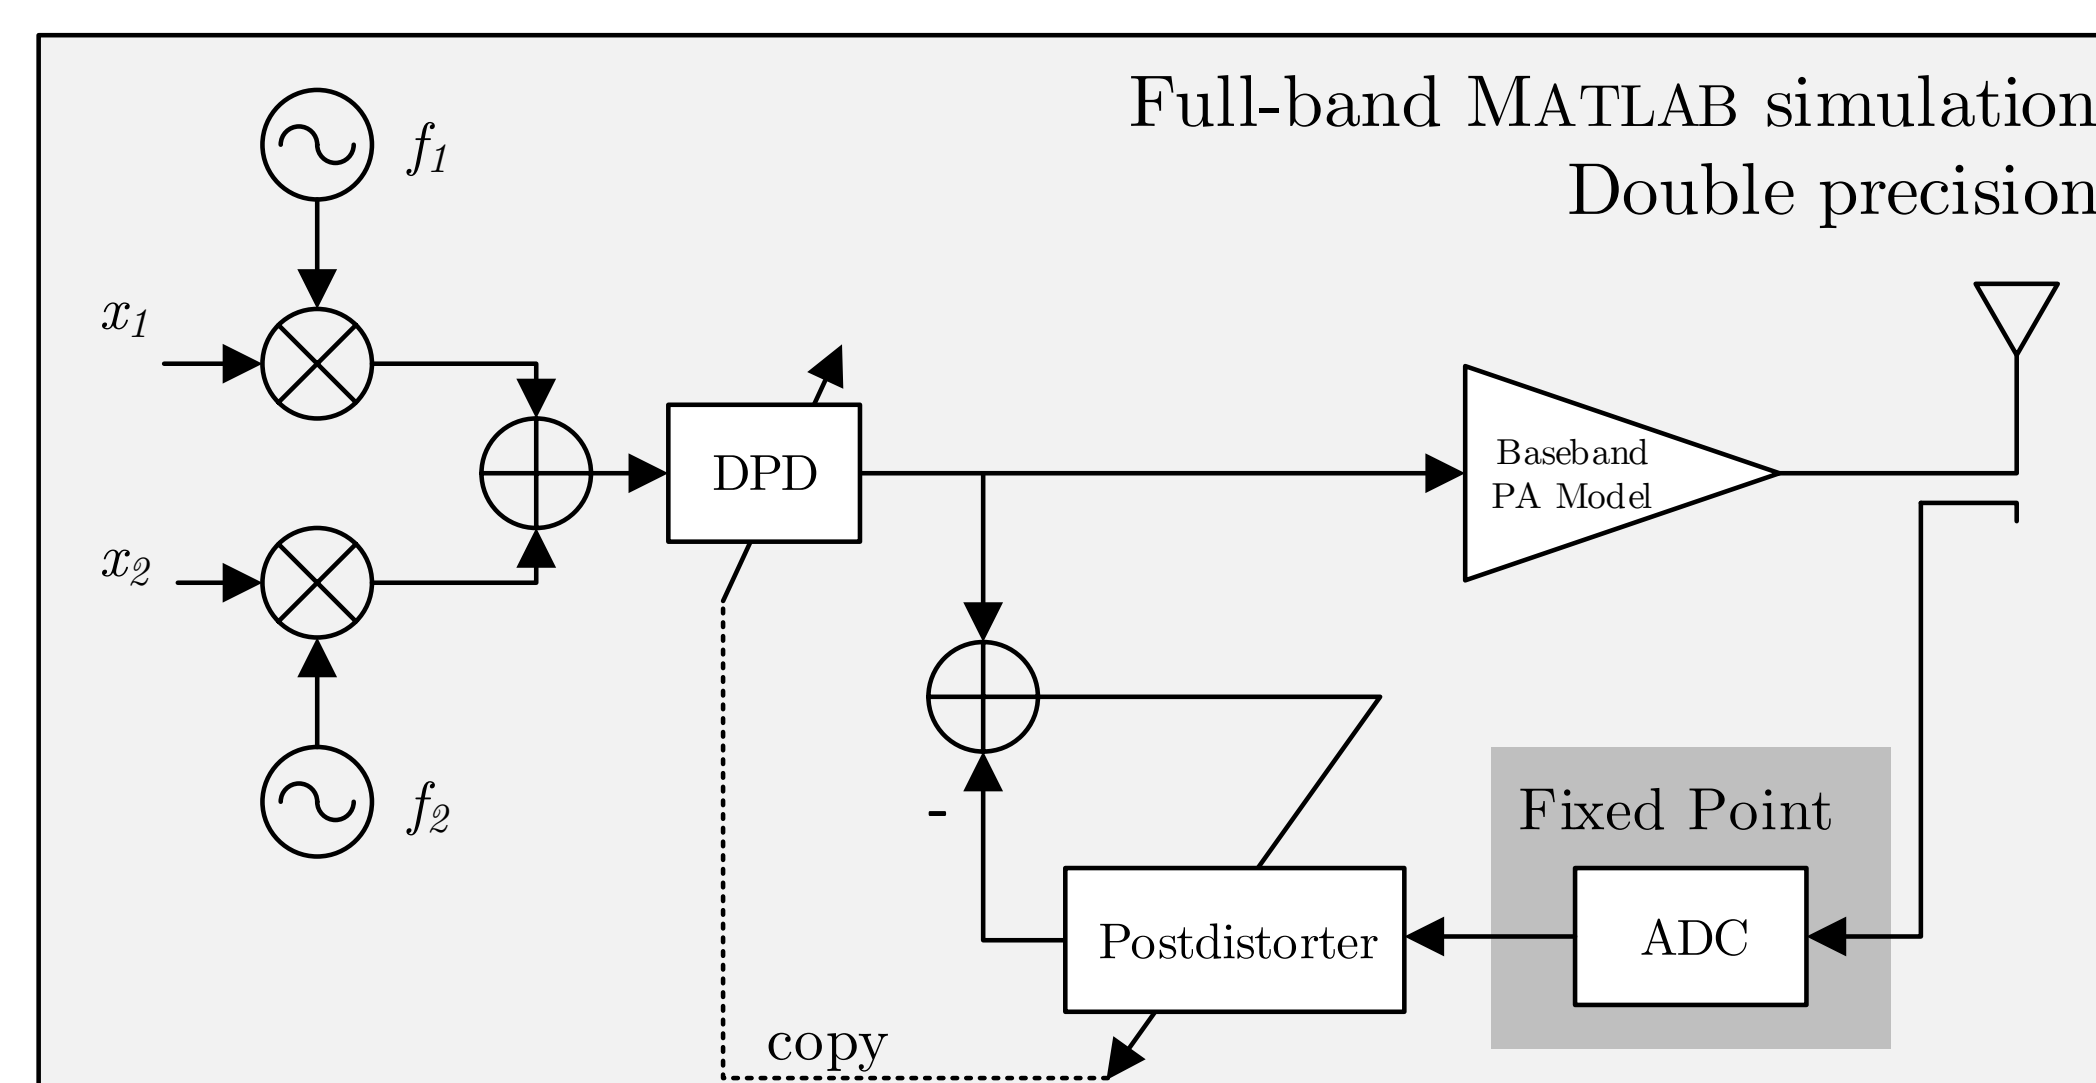 Full-band MATLAB simulation
Double precision
f1
x1
DPD
Baseband
PA Model
x2
f2
-
Fixed Point
Postdistorter
ADC
copy